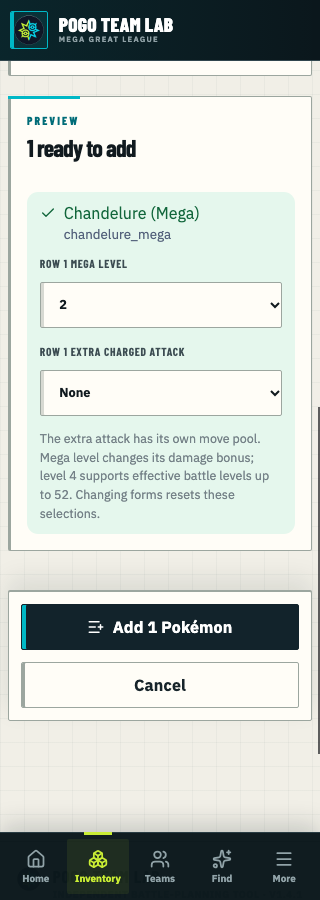 POGO TEAM LAB
MEGA GREAT LEAGUE
PREVIEW
1 ready to add
Chandelure (Mega)
chandelure_mega
ROW 1 MEGA LEVEL
2
ROW 1 EXTRA CHARGED ATTACK
None
The extra attack has its own move pool.
Mega level changes its damage bonus;
level 4 supports effective battle levels up
to 52. Changing forms resets these
selections.
Add 1 Pokémon
Cancel
Home
Inventory
Teams
Find
More